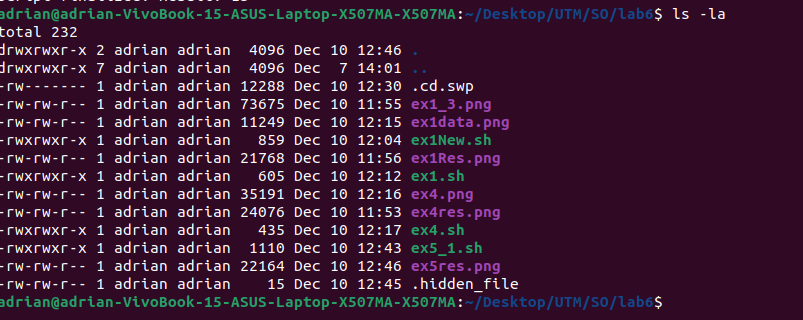 adrian@adrian-VivoBook-15-ASUS-Laptop-X507MA-X507MA:~/Desktop/UTM/SO/lab6$ ls -la
total 232
drwxrwxr-x 2 adrian adrian  4096 Dec 10 12:46 .
drwxrwxr-x 7 adrian adrian  4096 Dec  7 14:01 ..
-rw------- 1 adrian adrian 12288 Dec 10 12:30 .cd.swp
-rw-rw-r-- 1 adrian adrian 73675 Dec 10 11:55 ex1_3.png
-rw-rw-r-- 1 adrian adrian 11249 Dec 10 12:15 ex1data.png
-rwxrwxr-x 1 adrian adrian   859 Dec 10 12:04 ex1New.sh
-rw-rw-r-- 1 adrian adrian 21768 Dec 10 11:56 ex1Res.png
-rwxrwxr-x 1 adrian adrian   605 Dec 10 12:12 ex1.sh
-rw-rw-r-- 1 adrian adrian 35191 Dec 10 12:16 ex4.png
-rw-rw-r-- 1 adrian adrian 24076 Dec 10 11:53 ex4res.png
-rwxrwxr-x 1 adrian adrian   435 Dec 10 12:17 ex4.sh
-rwxrwxr-x 1 adrian adrian  1110 Dec 10 12:43 ex5_1.sh
-rw-rw-r-- 1 adrian adrian 22164 Dec 10 12:46 ex5res.png
-rw-rw-r-- 1 adrian adrian    15 Dec 10 12:45 .hidden_file
adrian@adrian-VivoBook-15-ASUS-Laptop-X507MA-X507MA:~/Desktop/UTM/SO/lab6$